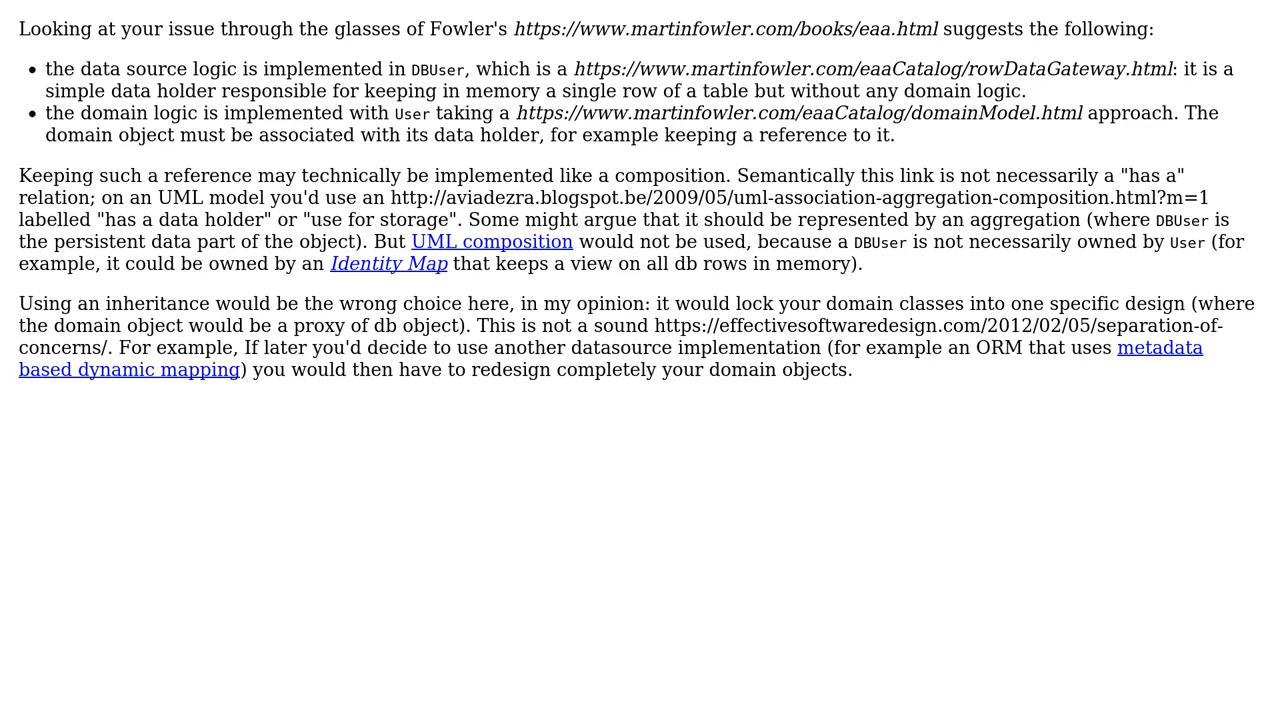 Looking at your issue through the glasses of Fowler's https://www.martinfowler.com/books/eaa.html suggests the following:
• the data source logic is implemented in DBUser, which is a https://www.martinfowler.com/eaaCatalog/rowDataGateway.html: it is a
simple data holder responsible for keeping in memory a single row of a table but without any domain logic.
• the domain logic is implemented with User taking a https://www.martinfowler.com/eaaCatalog/domainModel.html approach. The
domain object must be associated with its data holder, for example keeping a reference to it.
Keeping such a reference may technically be implemented like a composition. Semantically this link is not necessarily a "has a"
relation; on an UML model you'd use an http://aviadezra.blogspot.be/2009/05/uml-association-aggregation-composition.html?m=1
labelled "has a data holder" or "use for storage". Some might argue that it should be represented by an aggregation (where DBUser is
the persistent data part of the object). But UML composition would not be used, because a DBUser is not necessarily owned by User (for
example, it could be owned by an Identity Map that keeps a view on all db rows in memory).
Using an inheritance would be the wrong choice here, in my opinion: it would lock your domain classes into one specific design (where
the domain object would be a proxy of db object). This is not a sound https://effectivesoftwaredesign.com/2012/02/05/separation-of-
concerns/. For example, If later you'd decide to use another datasource implementation (for example an ORM that uses metadata
based dynamic mapping) you would then have to redesign completely your domain objects.